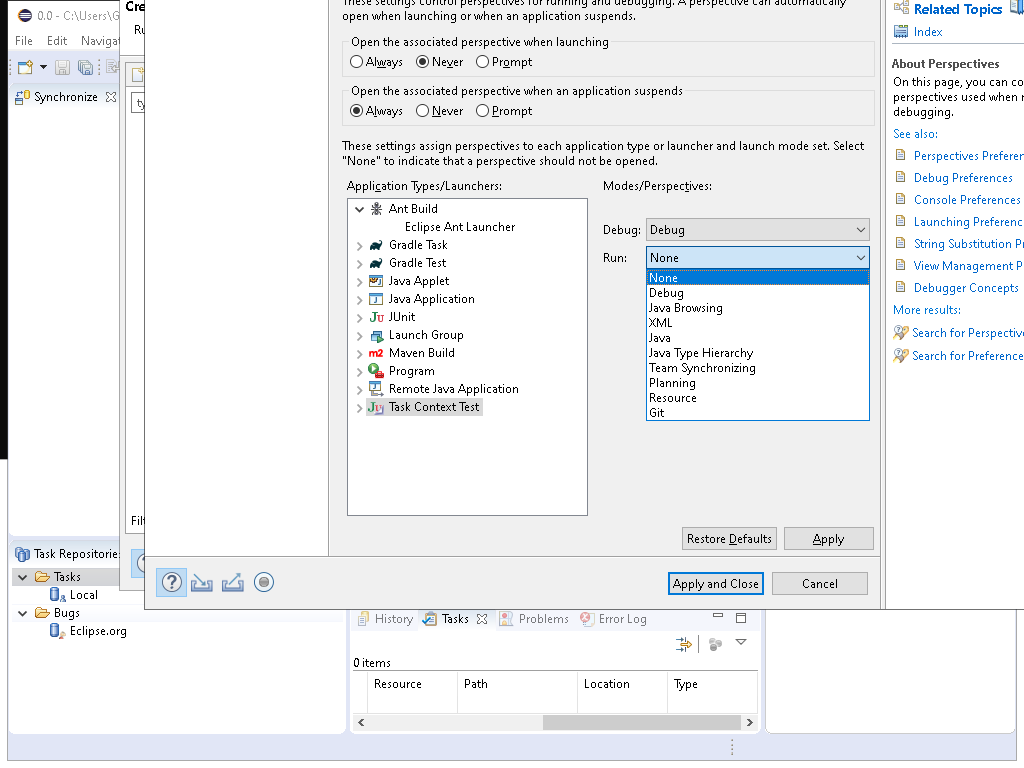 0.0 - C:\Users\G
File Edit Navigat
Synchronize
Cre
Ru
ty
Filt
These settings control perspectives for running and debugging. A perspective can automatically
open when launching or when an application suspends.
Open the associated perspective when launching
Always Never Prompt
Open the associated perspective when an application suspends
Always Never Prompt
These settings assign perspectives to each application type or launcher and launch mode set. Select
"None" to indicate that a perspective should not be opened.
Application Types/Launchers:
Modes/Perspectives:
Ant Build
Eclipse Ant Launcher
Gradle Task
Gradle Test
Java Applet
Java Application
JUnit
Launch Group
Maven Build
Program
Remote Java Application
Task Context Test
Debug: Debug
Run: None
None
Debug
Java Browsing
XML
Java
Java Type Hierarchy
Team Synchronizing
Planning
Resource
Git
Restore Defaults
Apply
Apply and Close
Cancel
Related Topics
Index
About Perspectives
On this page, you can co
perspectives used when r
debugging.
See also:
Perspectives Preferen
Debug Preferences
Console Preferences
Launching Preferenc
String Substitution Pr
View Management P
Debugger Concepts
More results:
Search for Perspective
Search for Preference
Task Repositories
Tasks
Local
Bugs
Eclipse.org
History Tasks Problems Error Log
0 items
Resource Path Location Type